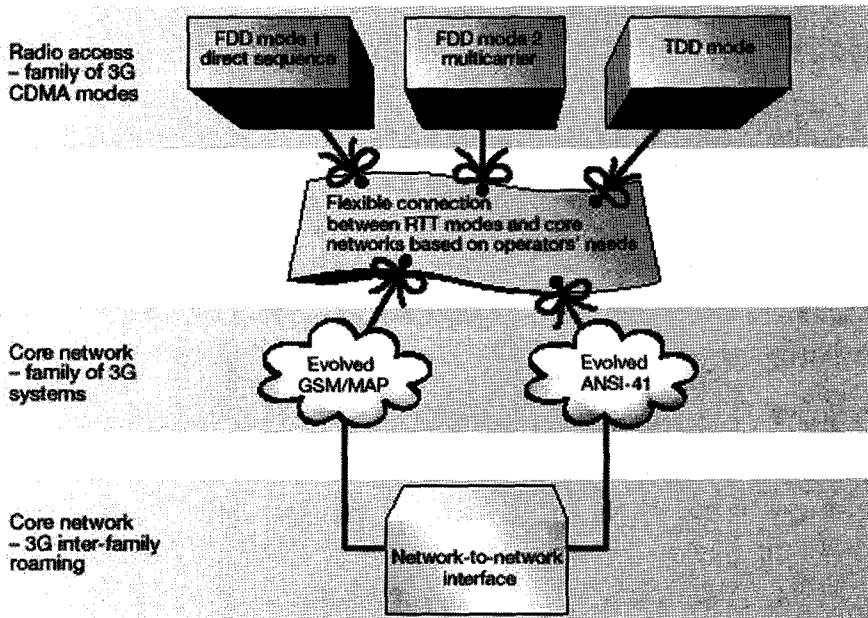 Radio access
– family of 3G
CDMA modes
FDD mode 1
direct sequence
FDD mode 2
multicarrier
TDD mode
Flexible connection
between RTT modes and core
networks based on operators' needs
Core network
– family of 3G
systems
Evolved
GSM/MAP
Evolved
ANSI-41
Core network
– 3G inter-family
roaming
Network-to-network
interface